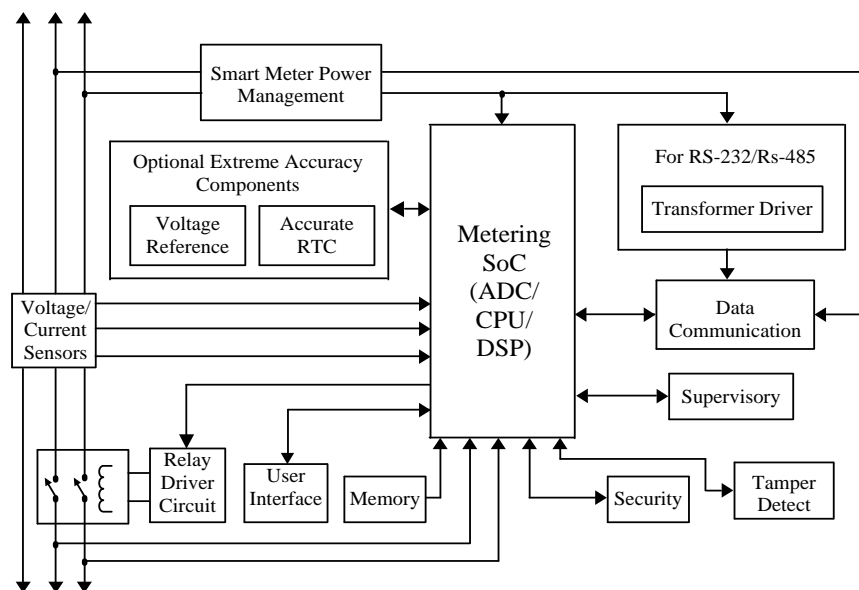 Smart Meter Power
Management
Optional Extreme Accuracy
Components
Voltage
Reference
Accurate
RTC
For RS-232/Rs-485
Transformer Driver
Metering
SoC
(ADC/
CPU/
DSP)
Voltage/
Current
Sensors
Data
Communication
Supervisory
Relay
Driver
Circuit
User
Interface
Memory
Security
Tamper
Detect